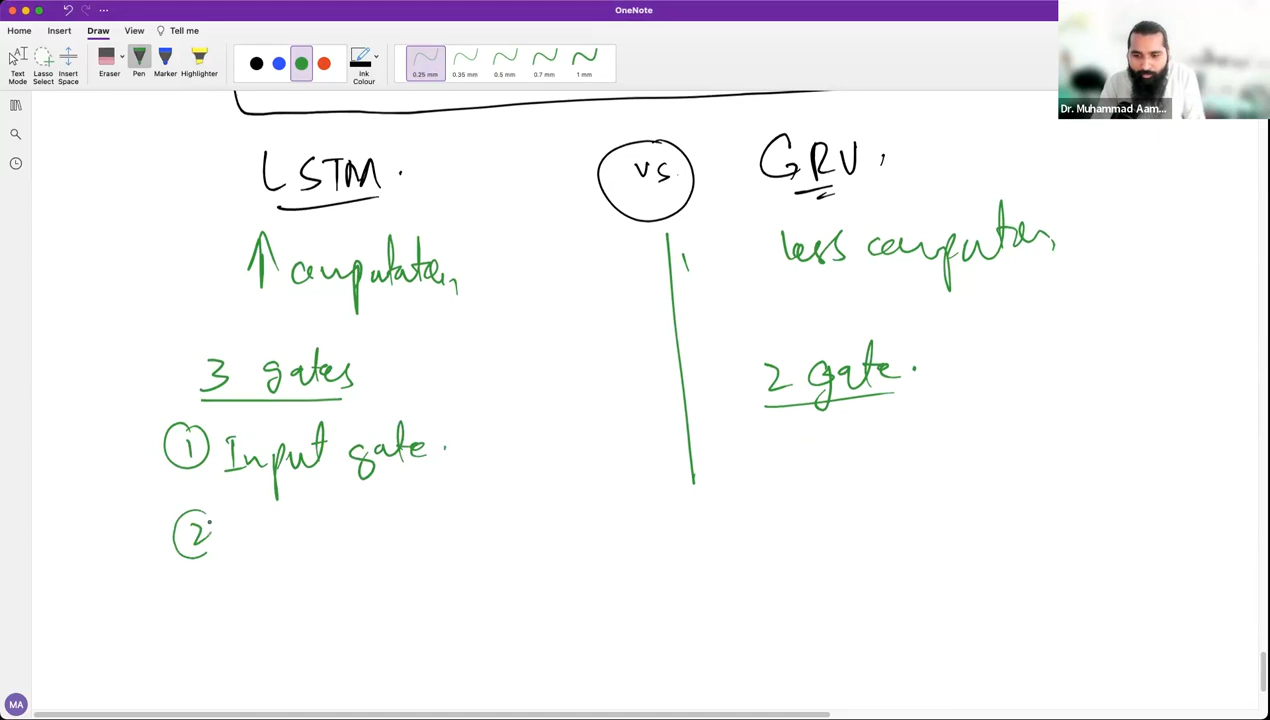 OneNote
Home Insert Draw View Tell me
Text Mode
Lasso Select
Insert Space
Eraser
Pen
Marker
Highlighter
Ink Colour
0.25 mm 0.35 mm 0.5 mm 0.7 mm 1 mm
Dr. Muhammad Aam...
LSTM. vs. GRU.
↑ computation, less computation,
3 gates 2 gate.
① Input gate.
②
MA